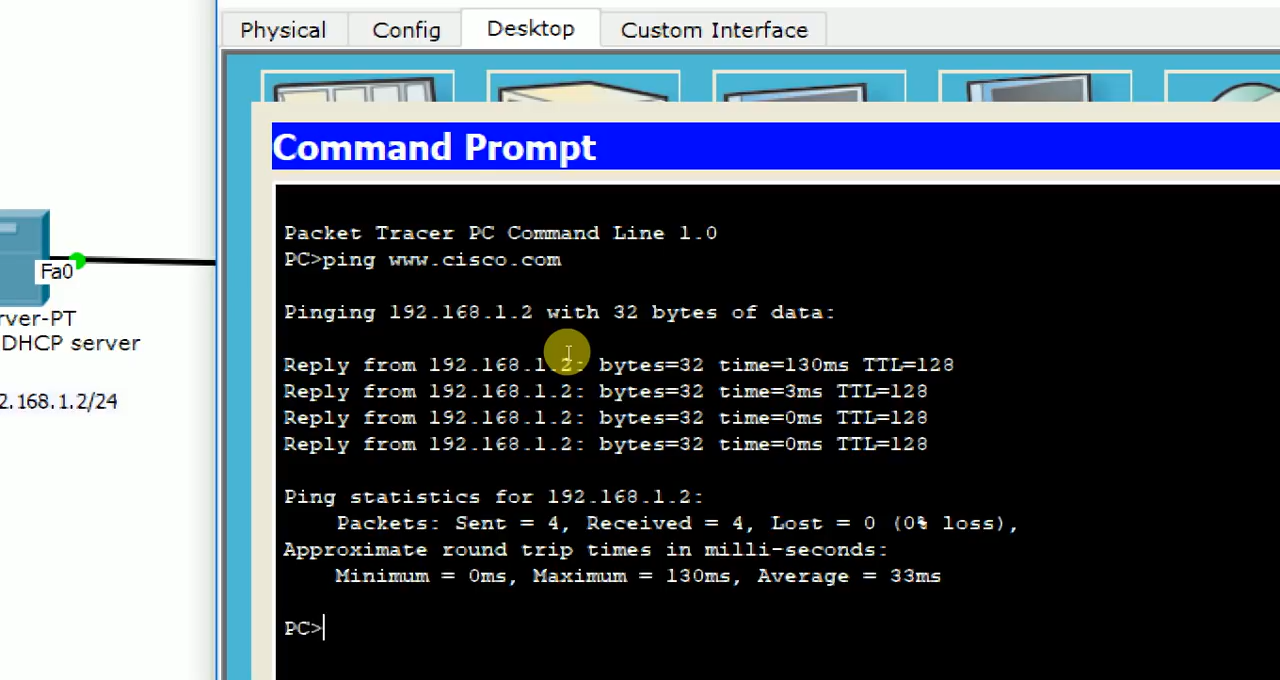 Physical Config Desktop Custom Interface
Command Prompt
Packet Tracer PC Command Line 1.0
PC>ping www.cisco.com
Pinging 192.168.1.2 with 32 bytes of data:
Reply from 192.168.1.2: bytes=32 time=130ms TTL=128
Reply from 192.168.1.2: bytes=32 time=3ms TTL=128
Reply from 192.168.1.2: bytes=32 time=0ms TTL=128
Reply from 192.168.1.2: bytes=32 time=0ms TTL=128
Ping statistics for 192.168.1.2:
Packets: Sent = 4, Received = 4, Lost = 0 (0% loss),
Approximate round trip times in milli-seconds:
Minimum = 0ms, Maximum = 130ms, Average = 33ms
PC>
Fa0
rver-PT
DHCP server
2.168.1.2/24